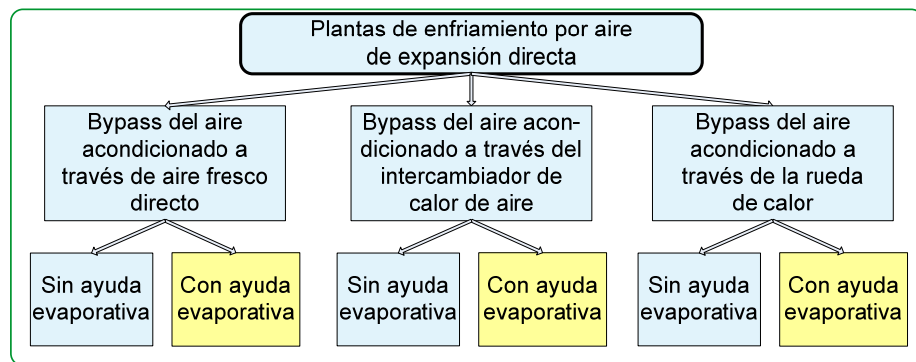 Plantas de enfriamiento por aire
de expansión directa
Bypass del aire
acondicionado a
través de aire fresco
directo
Bypass del aire acon-
dicionado a través del
intercambiador de
calor de aire
Bypass del aire
acondicionado a
través de la rueda
de calor
Sin ayuda
evaporativa
Con ayuda
evaporativa
Sin ayuda
evaporativa
Con ayuda
evaporativa
Sin ayuda
evaporativa
Con ayuda
evaporativa